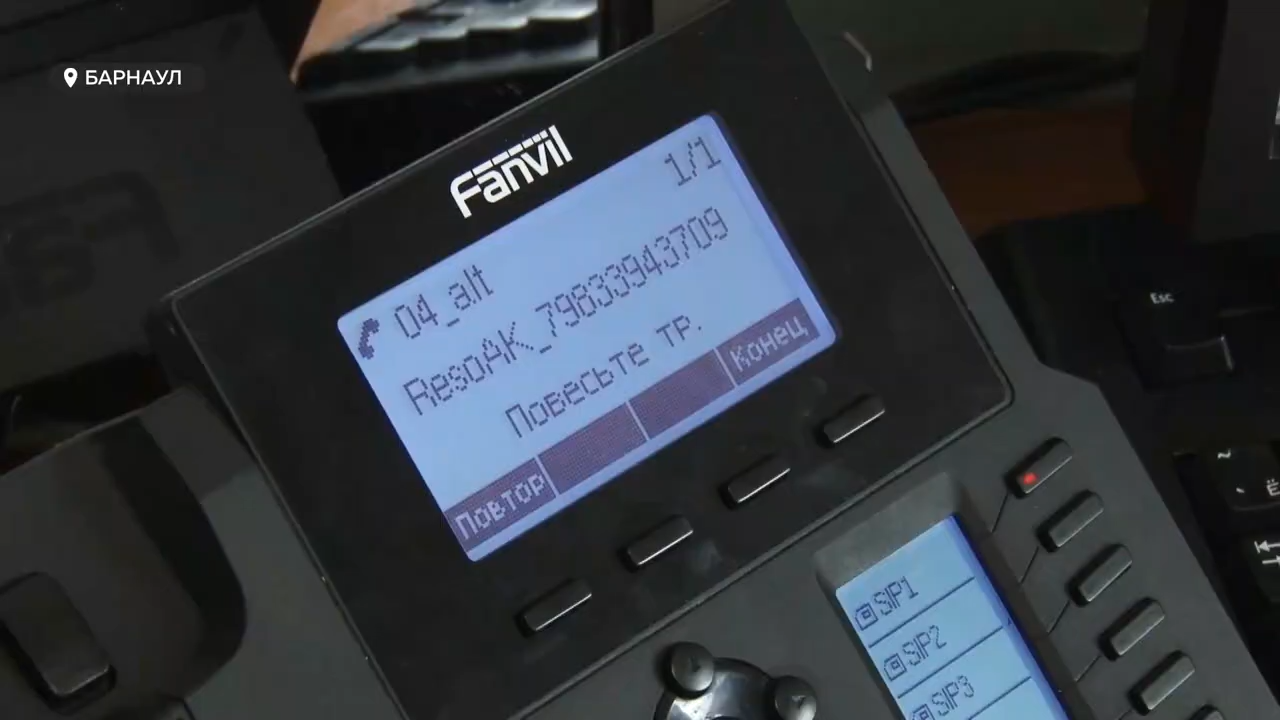 БАРНАУЛ
Fanvil
1/1
04_alt
ResoAK_79833943709
Повесьте тр.
Повтор
Конец
SIP1
SIP2
SIP3
Esc
~
Ё